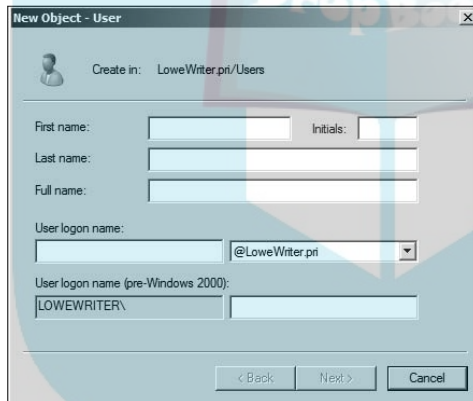 New Object - User
Create in: LoweWriter.pri/Users
First name: Initials:
Last name:
Full name:
User logon name:
@LoweWriter.pri
User logon name (pre-Windows 2000):
LOWEWRITER\
< Back Next > Cancel